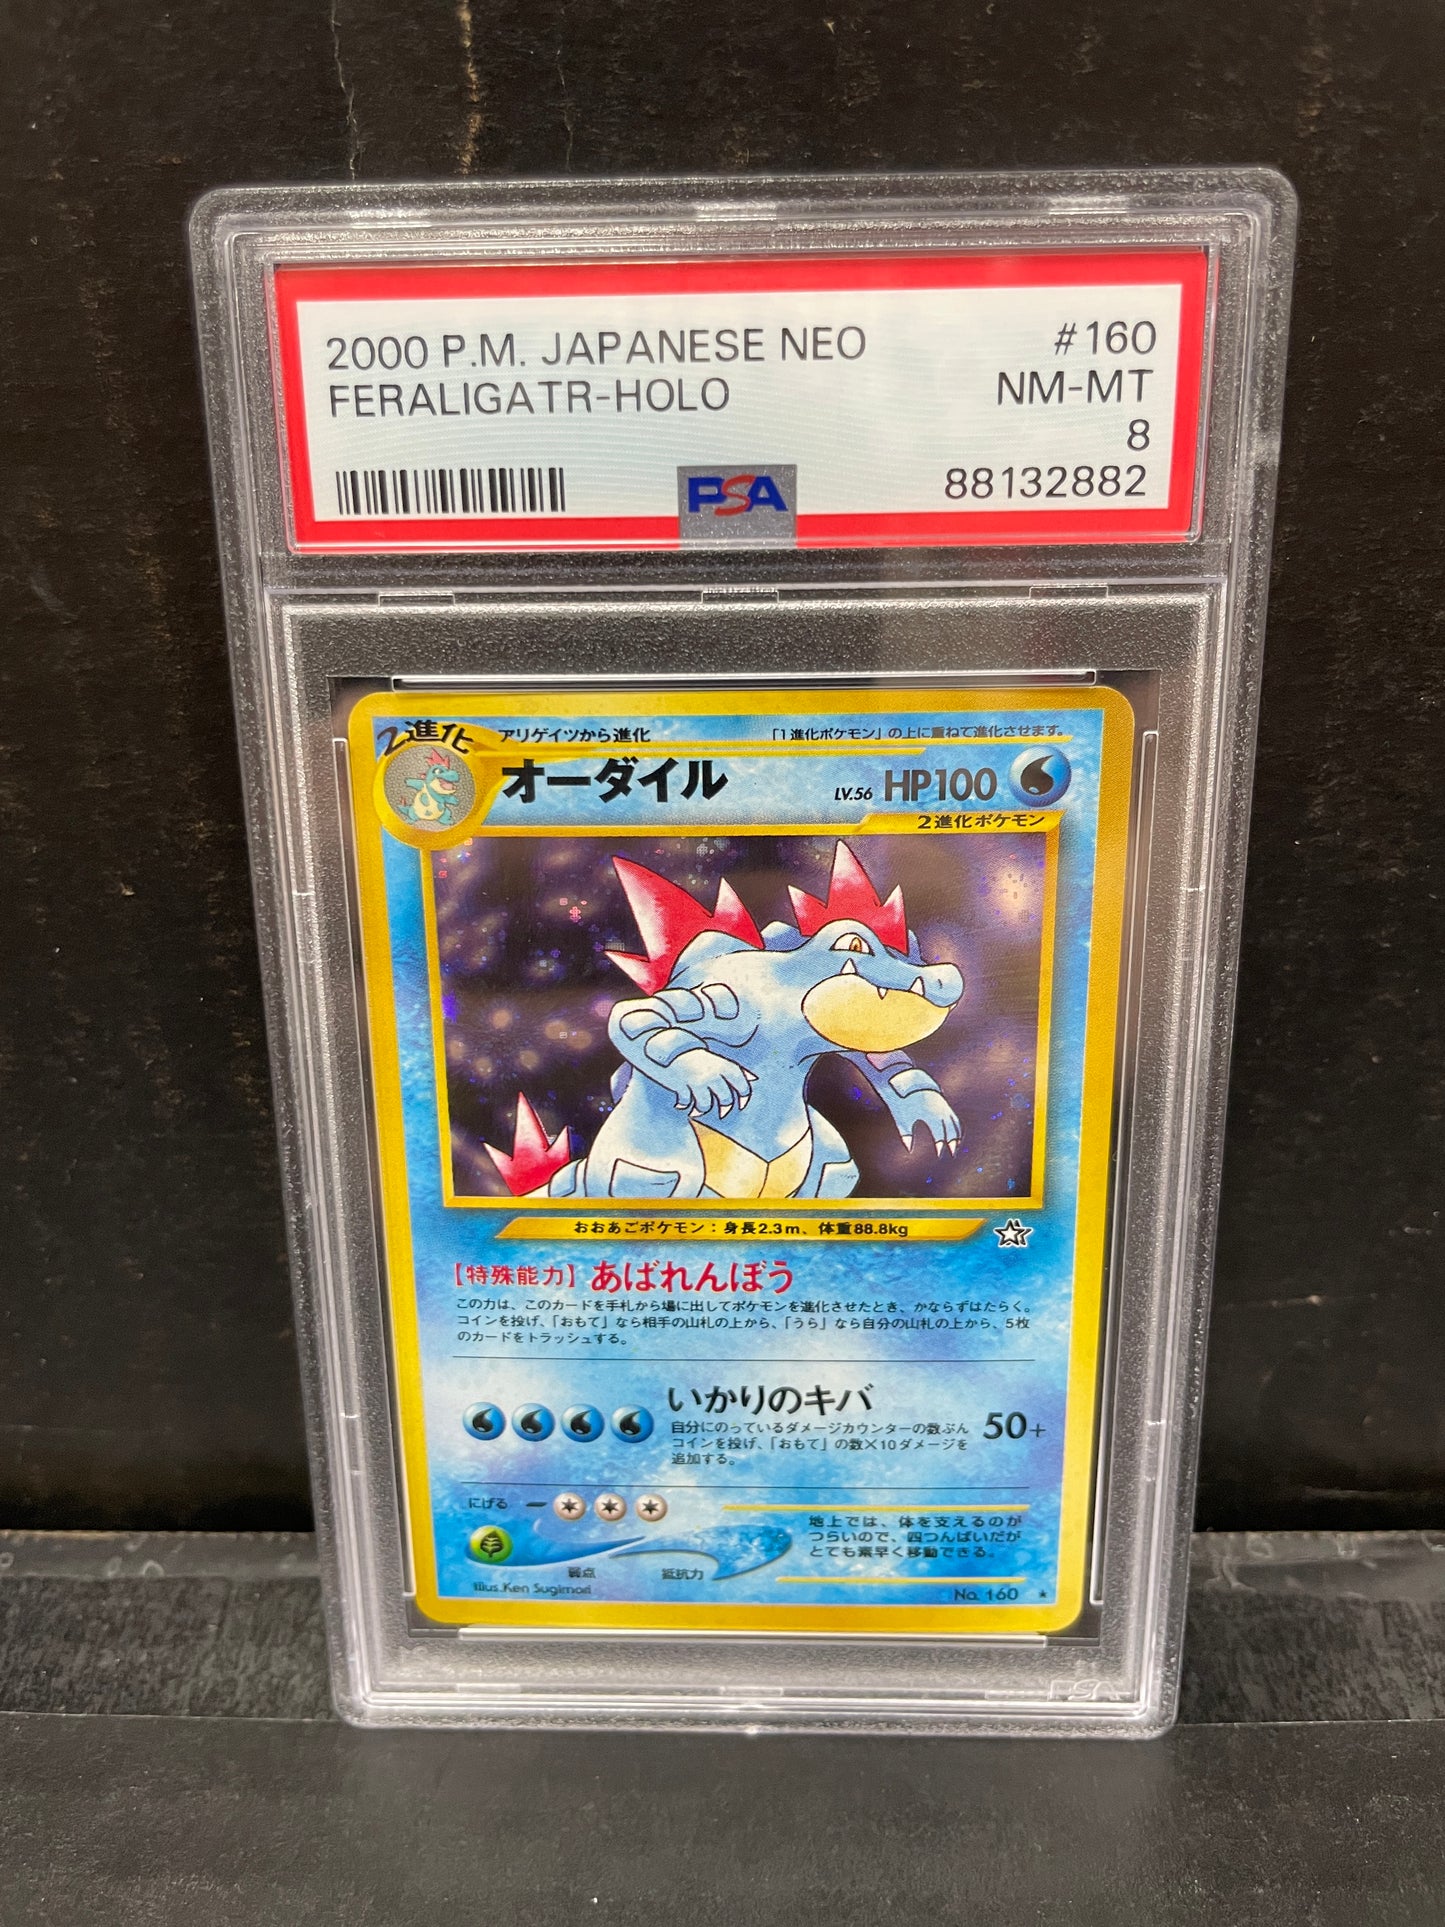 2000 P.M. JAPANESE NEO #160
FERALIGATR-HOLO NM-MT
8
PSA 88132882
2進化 アリゲイツから進化 「1進化ポケモン」の上に重ねて進化させます。
オーダイル LV.56 HP100
2進化ポケモン
おおあごポケモン：身長2.3m、体重88.8kg
【特殊能力】あばれんぼう
この力は、このカードを手札から場に出してポケモンを進化させたとき、かならずはたらく。
コインを投げ、「おもて」なら相手の山札の上から、「うら」なら自分の山札の上から、5枚
のカードをトラッシュする。
いかりのキバ 50+
自分にのっているダメージカウンターの数ぶん
コインを投げ、「おもて」の数×10ダメージを
追加する。
にげる
地上では、体を支えるのが
つらいので、四つんばいだが
とても素早く移動できる。
弱点 抵抗力
Illus.Ken Sugimori No. 160 ★
PSA